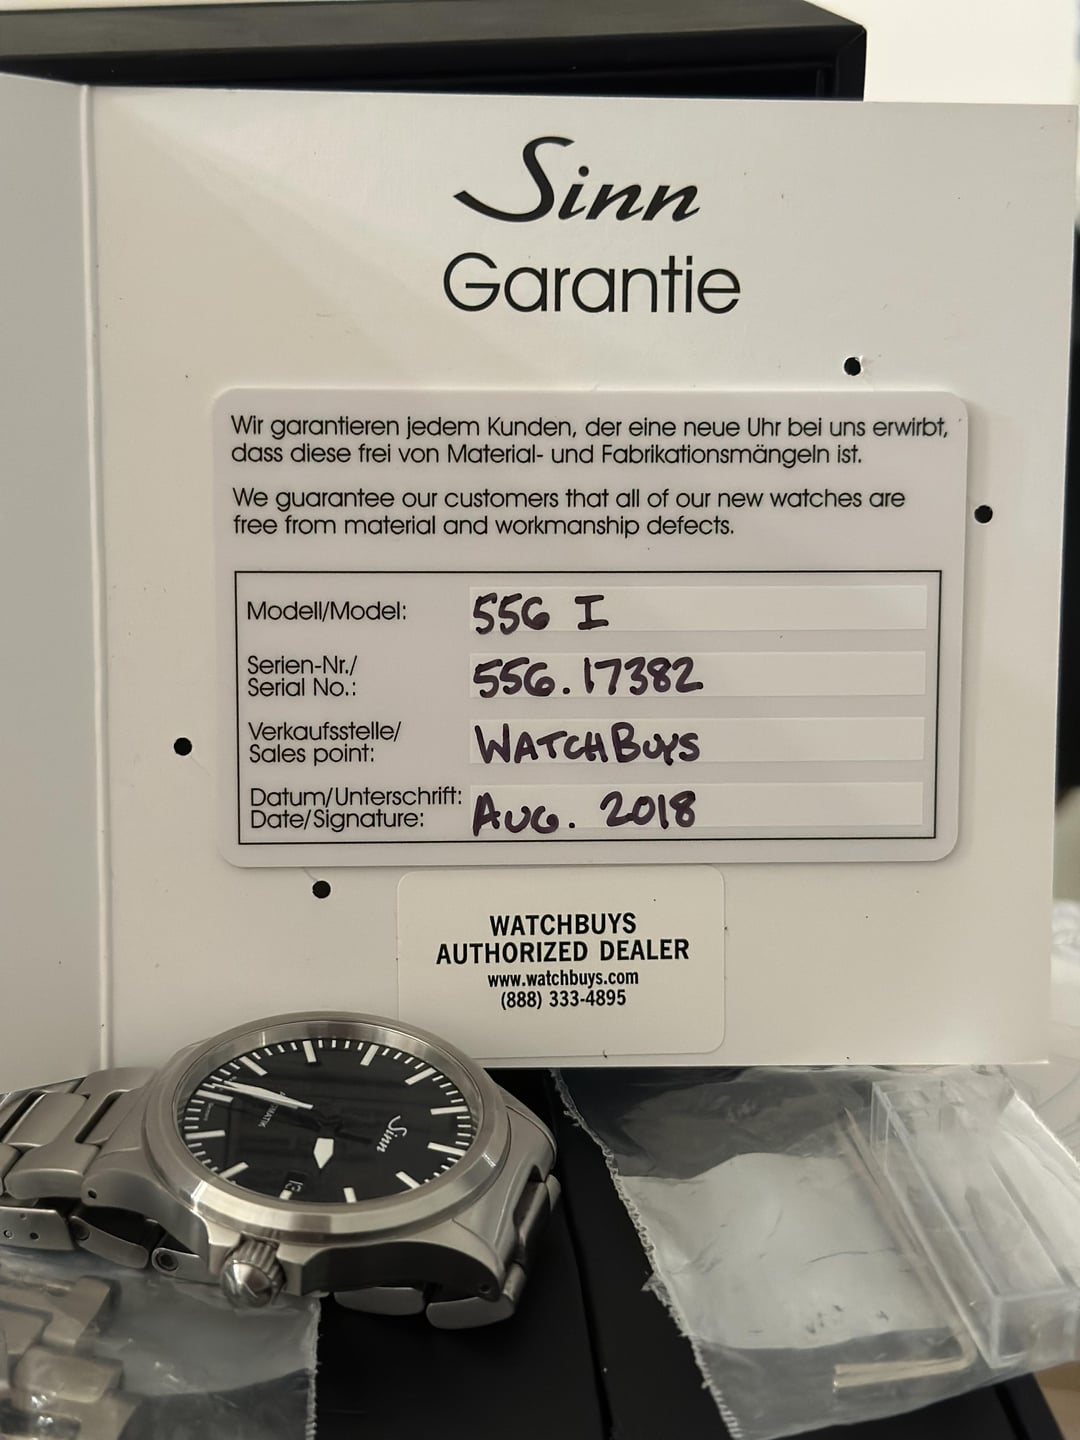 Sinn
Garantie
Wir garantieren jedem Kunden, der eine neue Uhr bei uns erwirbt,
dass diese frei von Material- und Fabrikationsmängeln ist.
We guarantee our customers that all of our new watches are
free from material and workmanship defects.
Modell/Model: 556 I
Serien-Nr./
Serial No.: 556.17382
Verkaufsstelle/
Sales point: WATCHBUYS
Datum/Unterschrift:
Date/Signature: AUG. 2018
WATCHBUYS
AUTHORIZED DEALER
www.watchbuys.com
(888) 333-4895
Sinn